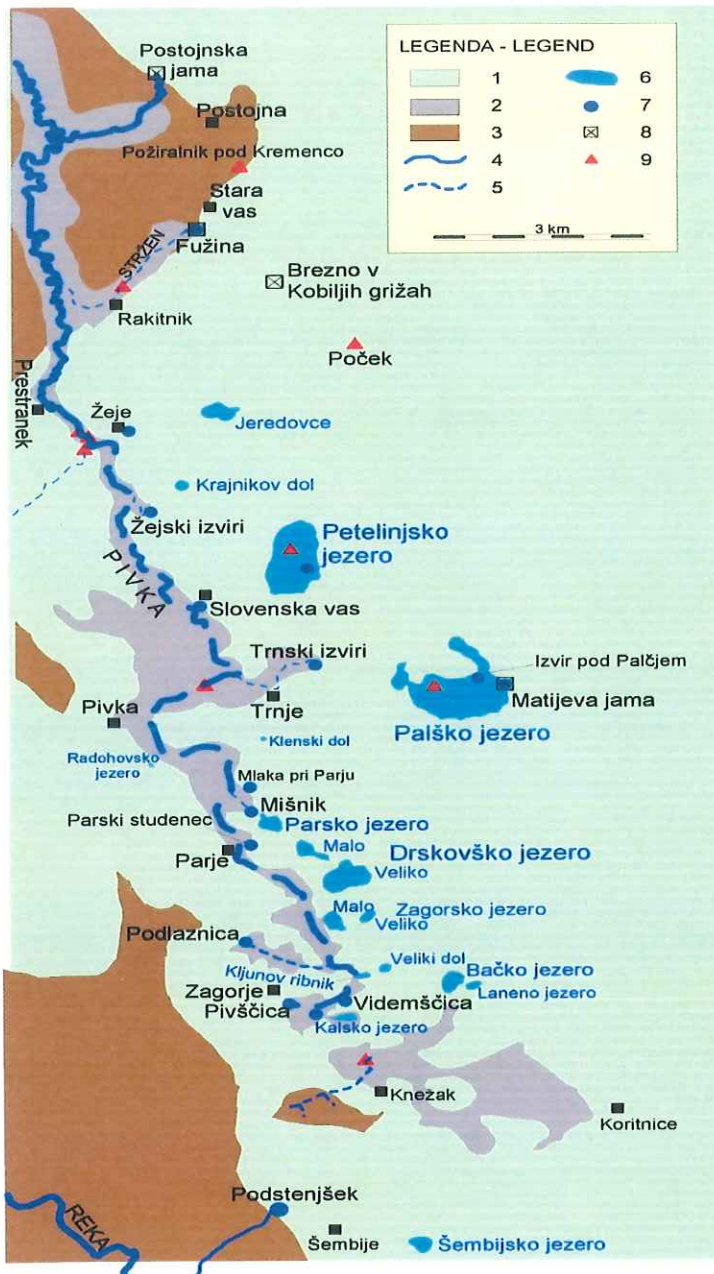 Postojnska
jama
Postojna
Požiralnik pod Kremenco
Stara
vas
Fužina
STRŽEN
Rakitnik
Brezno v
Kobiljih grižah
Poček
LEGENDA - LEGEND
1
2
3
4
5
6
7
8
9
3 km
Prestranek
Žeje
Jeredovce
Krajnikov dol
Žejski izviri
Petelinjsko
jezero
PIVKA
Slovenska vas
Trnski izviri
Izvir pod Palčjem
Matijeva jama
Palško jezero
Pivka
Trnje
Klenski dol
Radohovsko
jezero
Mlaka pri Parju
Mišnik
Parski studenec
Parsko jezero
Parje
Malo
Drskovško jezero
Veliko
Malo
Zagorsko jezero
Veliko
Podlaznica
Veliki dol
Kljunov ribnik
Bačko jezero
Zagorje
Laneno jezero
Pivščica
Videmščica
Kalsko jezero
Knežak
Koritnice
Podstenjšek
REKA
Šembije
Šembijsko jezero